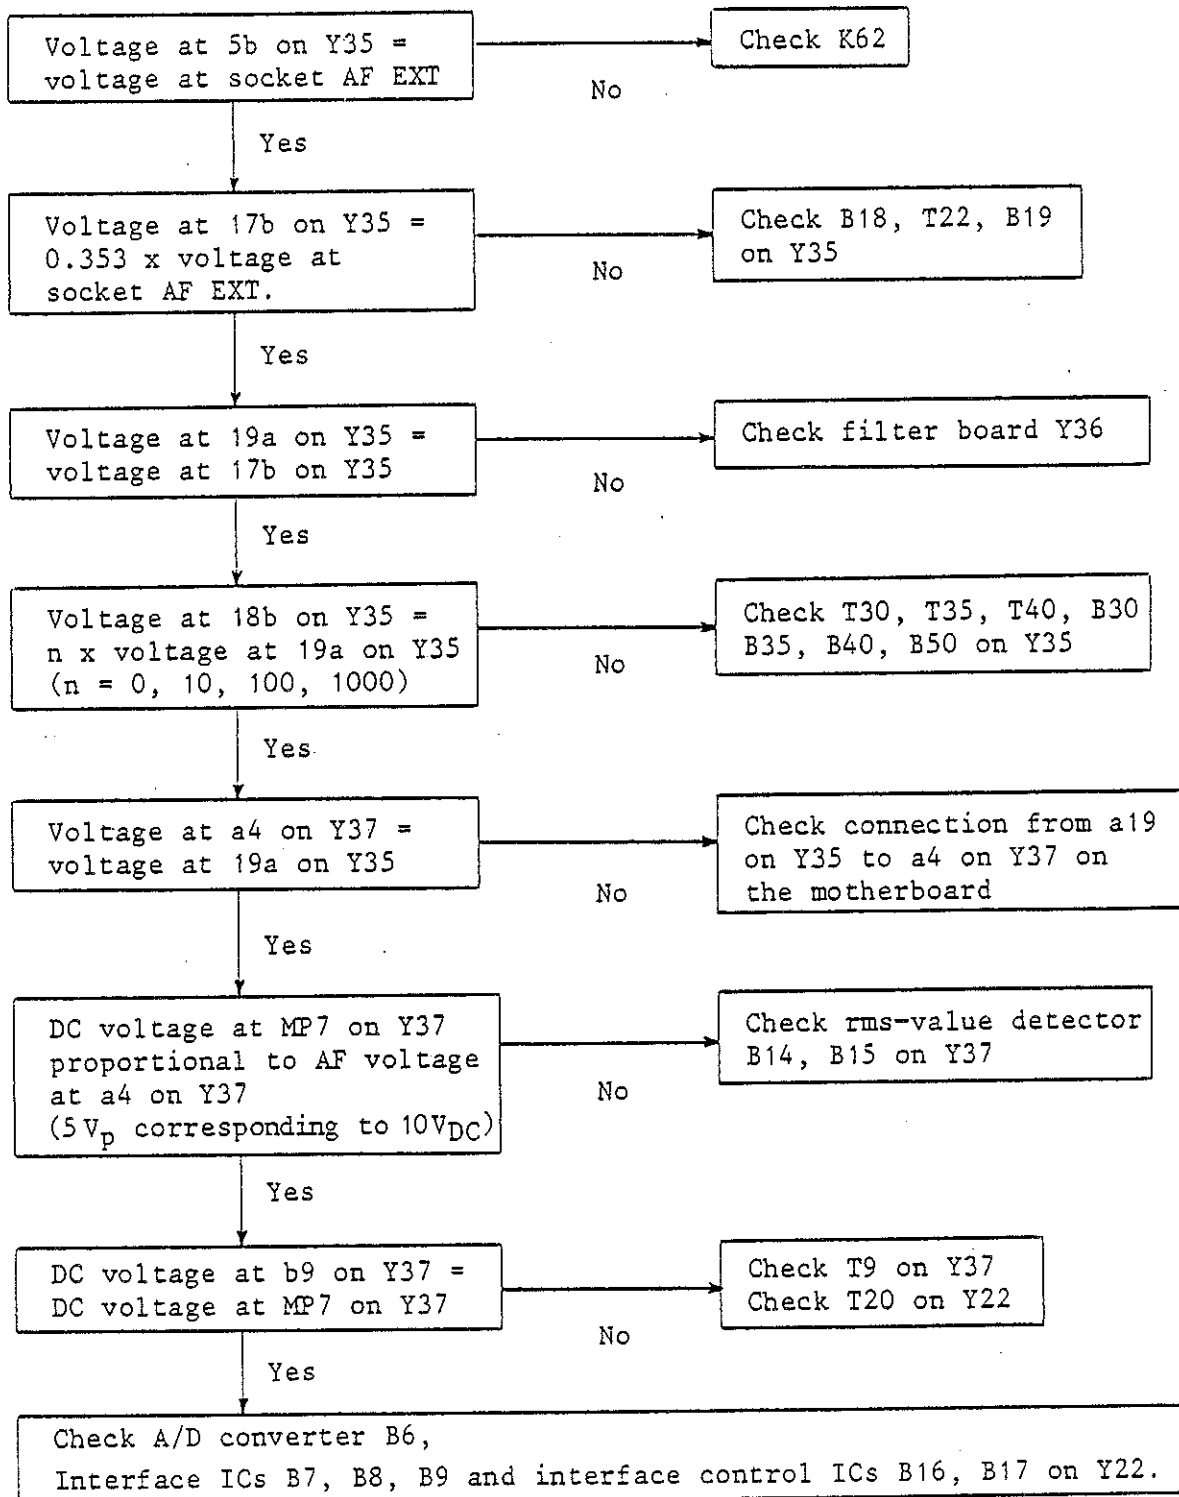 Voltage at 5b on Y35 =
voltage at socket AF EXT
Check K62
No
Yes
Voltage at 17b on Y35 =
0.353 x voltage at
socket AF EXT.
Check B18, T22, B19
on Y35
No
Yes
Voltage at 19a on Y35 =
voltage at 17b on Y35
Check filter board Y36
No
Yes
Voltage at 18b on Y35 =
n x voltage at 19a on Y35
(n = 0, 10, 100, 1000)
Check T30, T35, T40, B30
B35, B40, B50 on Y35
No
Yes
Voltage at a4 on Y37 =
voltage at 19a on Y35
Check connection from a19
on Y35 to a4 on Y37 on
the motherboard
No
Yes
DC voltage at MP7 on Y37
proportional to AF voltage
at a4 on Y37
(5 Vp corresponding to 10VDC)
Check rms-value detector
B14, B15 on Y37
No
Yes
DC voltage at b9 on Y37 =
DC voltage at MP7 on Y37
Check T9 on Y37
Check T20 on Y22
No
Yes
Check A/D converter B6,
Interface ICs B7, B8, B9 and interface control ICs B16, B17 on Y22.